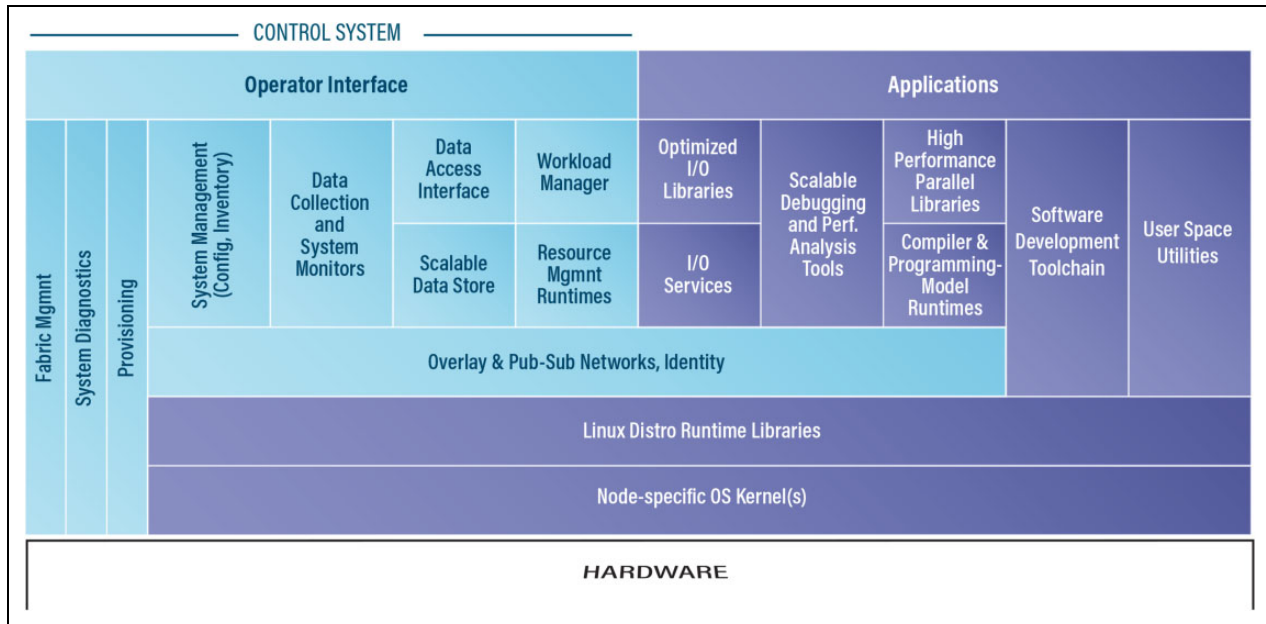 CONTROL SYSTEM
Operator Interface
Applications
Fabric Mgmnt
System Diagnostics
Provisioning
System Management
(Config, Inventory)
Data
Collection
and
System
Monitors
Data
Access
Interface
Scalable
Data Store
Workload
Manager
Resource
Mgmnt
Runtimes
Optimized
I/O
Libraries
I/O
Services
Scalable
Debugging
and Perf.
Analysis
Tools
High
Performance
Parallel
Libraries
Compiler &
Programming-
Model
Runtimes
Software
Development
Toolchain
User Space
Utilities
Overlay & Pub-Sub Networks, Identity
Linux Distro Runtime Libraries
Node-specific OS Kernel(s)
HARDWARE